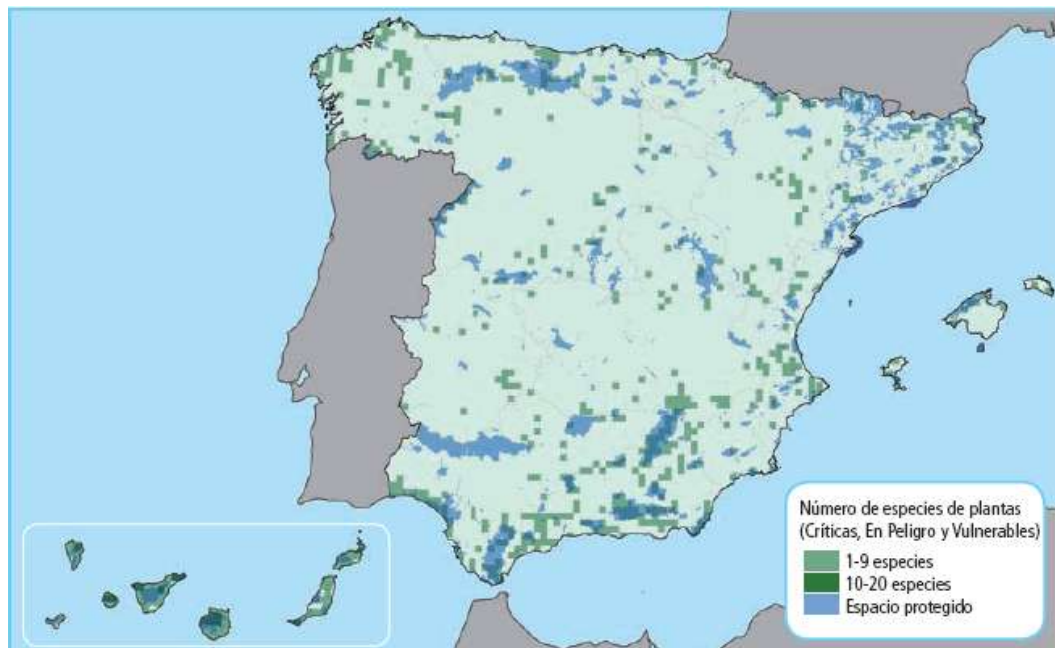 Número de especies de plantas
(Críticas, En Peligro y Vulnerables)
1-9 especies
10-20 especies
Espacio protegido